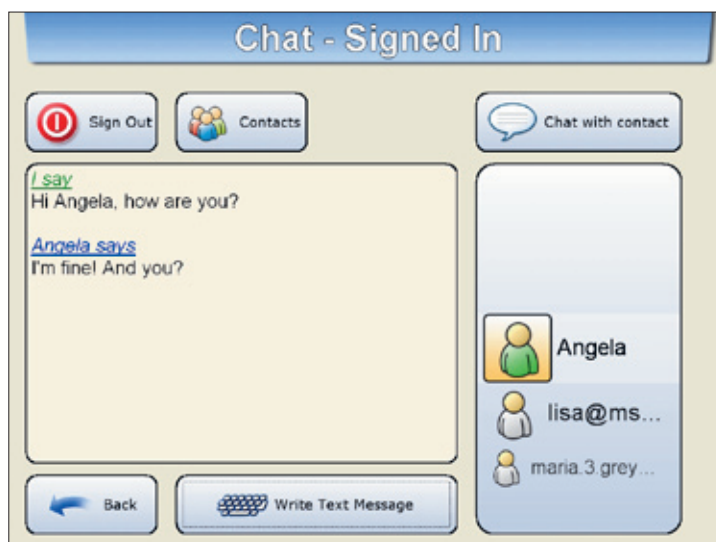 Chat - Signed In
Sign Out
Contacts
Chat with contact
I say
Hi Angela, how are you?
Angela says
I'm fine! And you?
Angela
lisa@ms...
maria.3.grey...
Back
Write Text Message